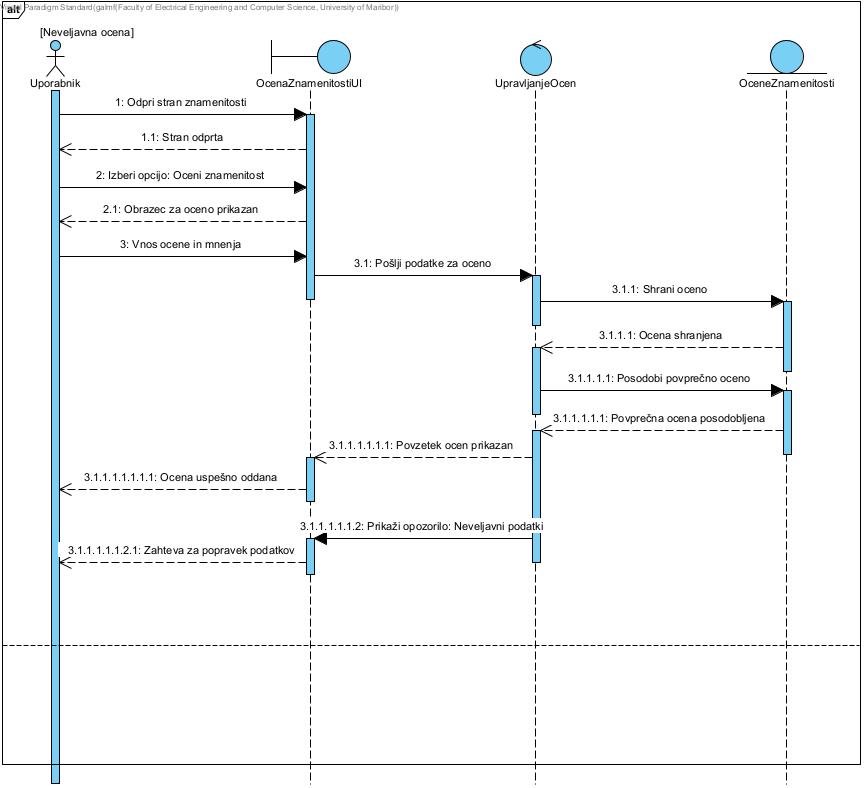 alt
Paradigm Standard(galmf(Faculty of Electrical Engineering and Computer Science, University of Maribor))
[Neveljavna ocena]
Uporabnik
OcenaZnamenitostiUI
UpravljanjeOcen
OceneZnamenitosti
1: Odpri stran znamenitosti
1.1: Stran odprta
2: Izberi opcijo: Oceni znamenitost
2.1: Obrazec za oceno prikazan
3: Vnos ocene in mnenja
3.1: Pošlji podatke za oceno
3.1.1: Shrani oceno
3.1.1.1: Ocena shranjena
3.1.1.1.1: Posodobi povprečno oceno
3.1.1.1.1.1: Povprečna ocena posodobljena
3.1.1.1.1.1.1: Povzetek ocen prikazan
3.1.1.1.1.1.1.1: Ocena uspešno oddana
3.1.1.1.1.1.2: Prikaži opozorilo: Neveljavni podatki
3.1.1.1.1.1.2.1: Zahteva za popravek podatkov